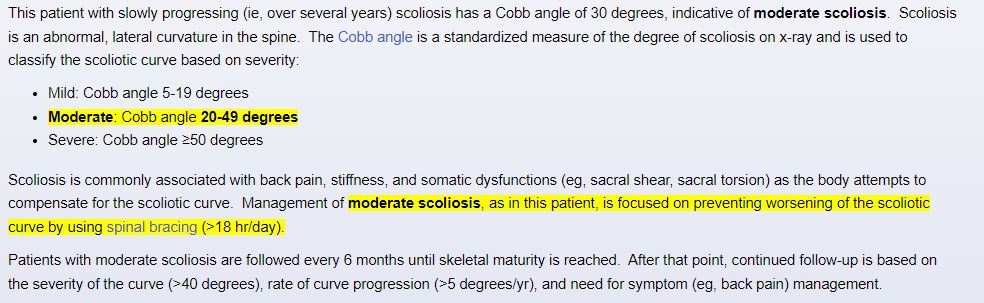 This patient with slowly progressing (ie, over several years) scoliosis has a Cobb angle of 30 degrees, indicative of moderate scoliosis.  Scoliosis
is an abnormal, lateral curvature in the spine.  The Cobb angle is a standardized measure of the degree of scoliosis on x-ray and is used to
classify the scoliotic curve based on severity:
• Mild: Cobb angle 5-19 degrees
• Moderate: Cobb angle 20-49 degrees
• Severe: Cobb angle ≥50 degrees
Scoliosis is commonly associated with back pain, stiffness, and somatic dysfunctions (eg, sacral shear, sacral torsion) as the body attempts to
compensate for the scoliotic curve.  Management of moderate scoliosis, as in this patient, is focused on preventing worsening of the scoliotic
curve by using spinal bracing (>18 hr/day).
Patients with moderate scoliosis are followed every 6 months until skeletal maturity is reached.  After that point, continued follow-up is based on
the severity of the curve (>40 degrees), rate of curve progression (>5 degrees/yr), and need for symptom (eg, back pain) management.